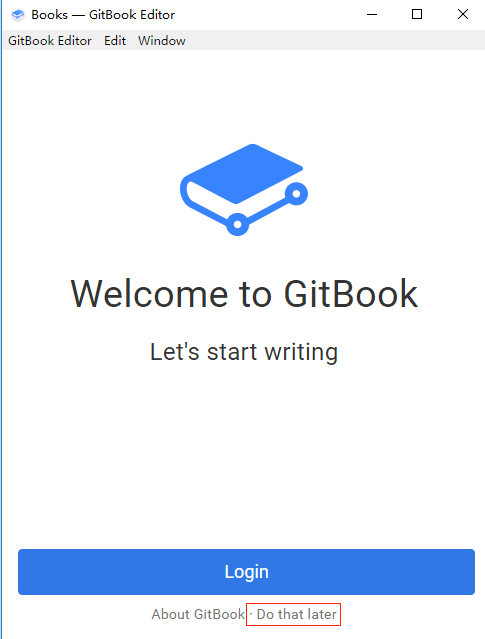 Books — GitBook Editor
GitBook Editor Edit Window
Welcome to GitBook
Let's start writing
Login
About GitBook · Do that later